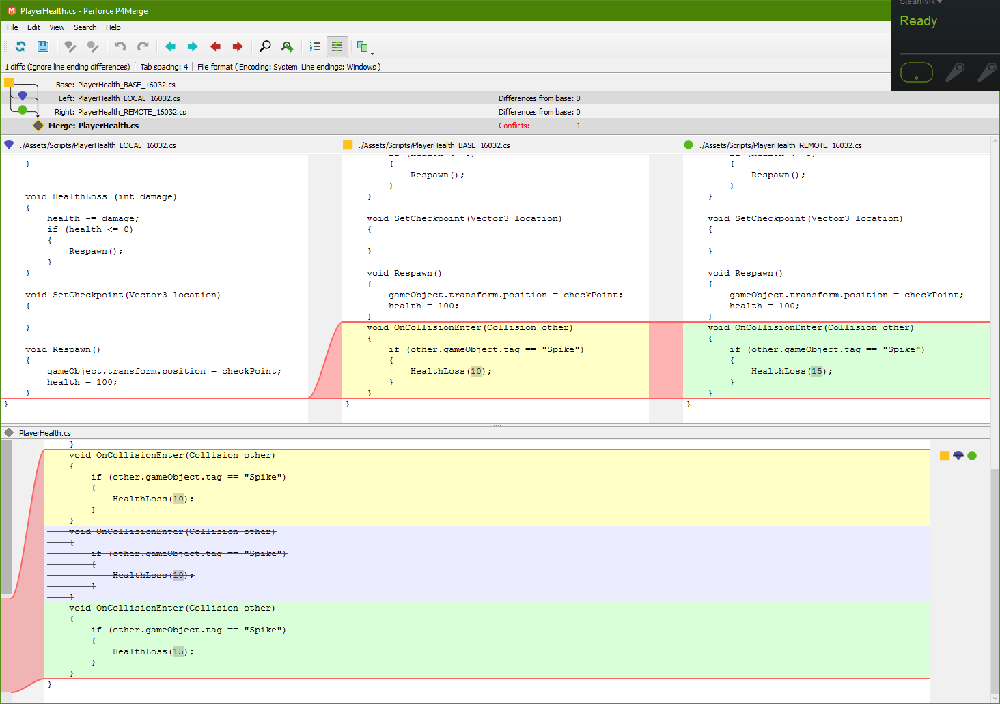 PlayerHealth.cs - Perforce P4Merge
SteamVR
Ready
File Edit View Search Help
1 diffs (Ignore line ending differences) Tab spacing: 4 File format ( Encoding: System Line endings: Windows )
Base: PlayerHealth_BASE_16032.cs
Left: PlayerHealth_LOCAL_16032.cs Differences from base: 0
Right: PlayerHealth_REMOTE_16032.cs Differences from base: 0
Merge: PlayerHealth.cs Conflicts: 1
./Assets/Scripts/PlayerHealth_LOCAL_16032.cs
}
void HealthLoss (int damage)
{
health -= damage;
if (health <= 0)
{
Respawn();
}
}
void SetCheckpoint(Vector3 location)
{
}
void Respawn()
{
gameObject.transform.position = checkPoint;
health = 100;
}
}
./Assets/Scripts/PlayerHealth_BASE_16032.cs
{
Respawn();
}
}
void SetCheckpoint(Vector3 location)
{
}
void Respawn()
{
gameObject.transform.position = checkPoint;
health = 100;
}
void OnCollisionEnter(Collision other)
{
if (other.gameObject.tag == "Spike")
{
HealthLoss(10);
}
}
}
./Assets/Scripts/PlayerHealth_REMOTE_16032.cs
{
Respawn();
}
}
void SetCheckpoint(Vector3 location)
{
}
void Respawn()
{
gameObject.transform.position = checkPoint;
health = 100;
}
void OnCollisionEnter(Collision other)
{
if (other.gameObject.tag == "Spike")
{
HealthLoss(15);
}
}
}
PlayerHealth.cs
}
void OnCollisionEnter(Collision other)
{
if (other.gameObject.tag == "Spike")
{
HealthLoss(10);
}
}
void OnCollisionEnter(Collision other)
{
if (other.gameObject.tag == "Spike")
{
HealthLoss(10);
}
}
void OnCollisionEnter(Collision other)
{
if (other.gameObject.tag == "Spike")
{
HealthLoss(15);
}
}
}